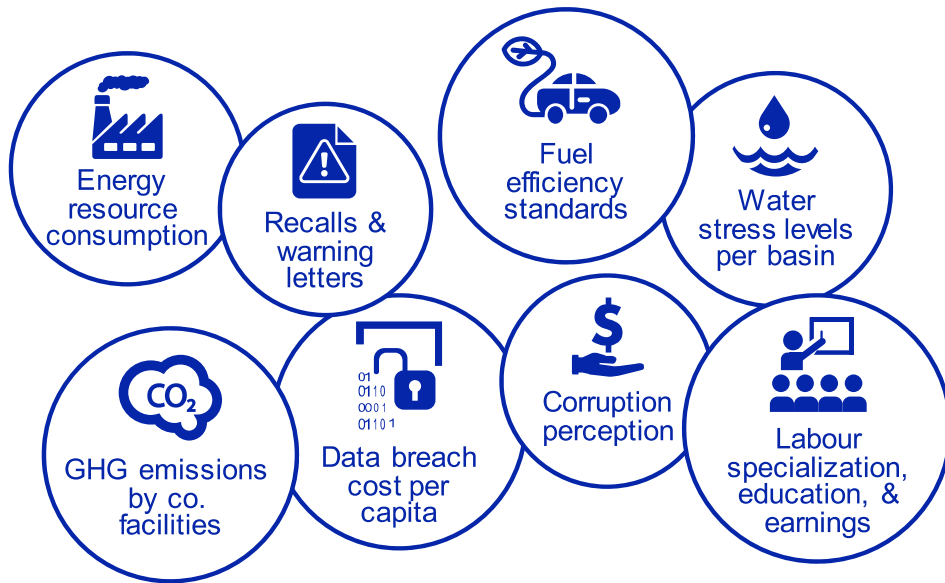 Energy
resource
consumption
Recalls &
warning
letters
Fuel
efficiency
standards
Water
stress levels
per basin
CO₂
GHG emissions
by co.
facilities
01
0110
0001
01101
Data breach
cost per
capita
$
Corruption
perception
Labour
specialization,
education, &
earnings